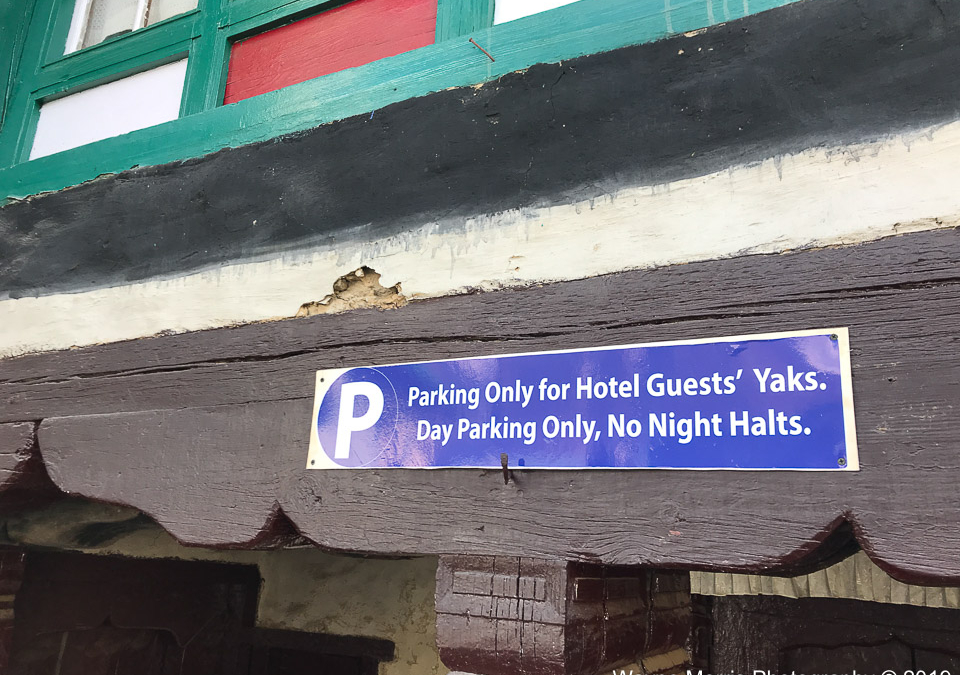 P
Parking Only for Hotel Guests' Yaks.
Day Parking Only, No Night Halts.